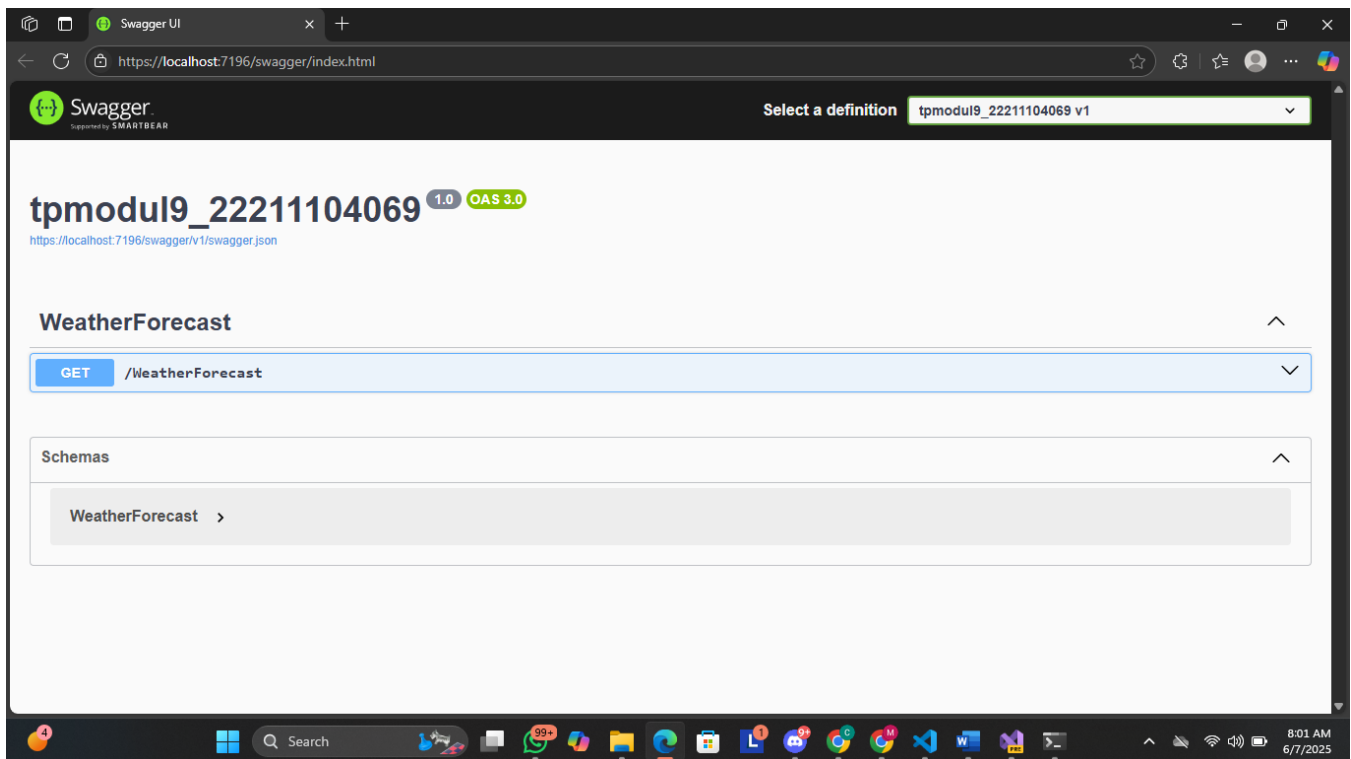 Swagger UI
https://localhost:7196/swagger/index.html
Swagger
Supported by SMARTBEAR
Select a definition
tpmodul9_22211104069 v1
tpmodul9_22211104069 1.0 OAS 3.0
https://localhost:7196/swagger/v1/swagger.json
WeatherForecast
GET /WeatherForecast
Schemas
WeatherForecast
4
Search
99+
L
1
9+
C
M
PRE
8:01 AM
6/7/2025